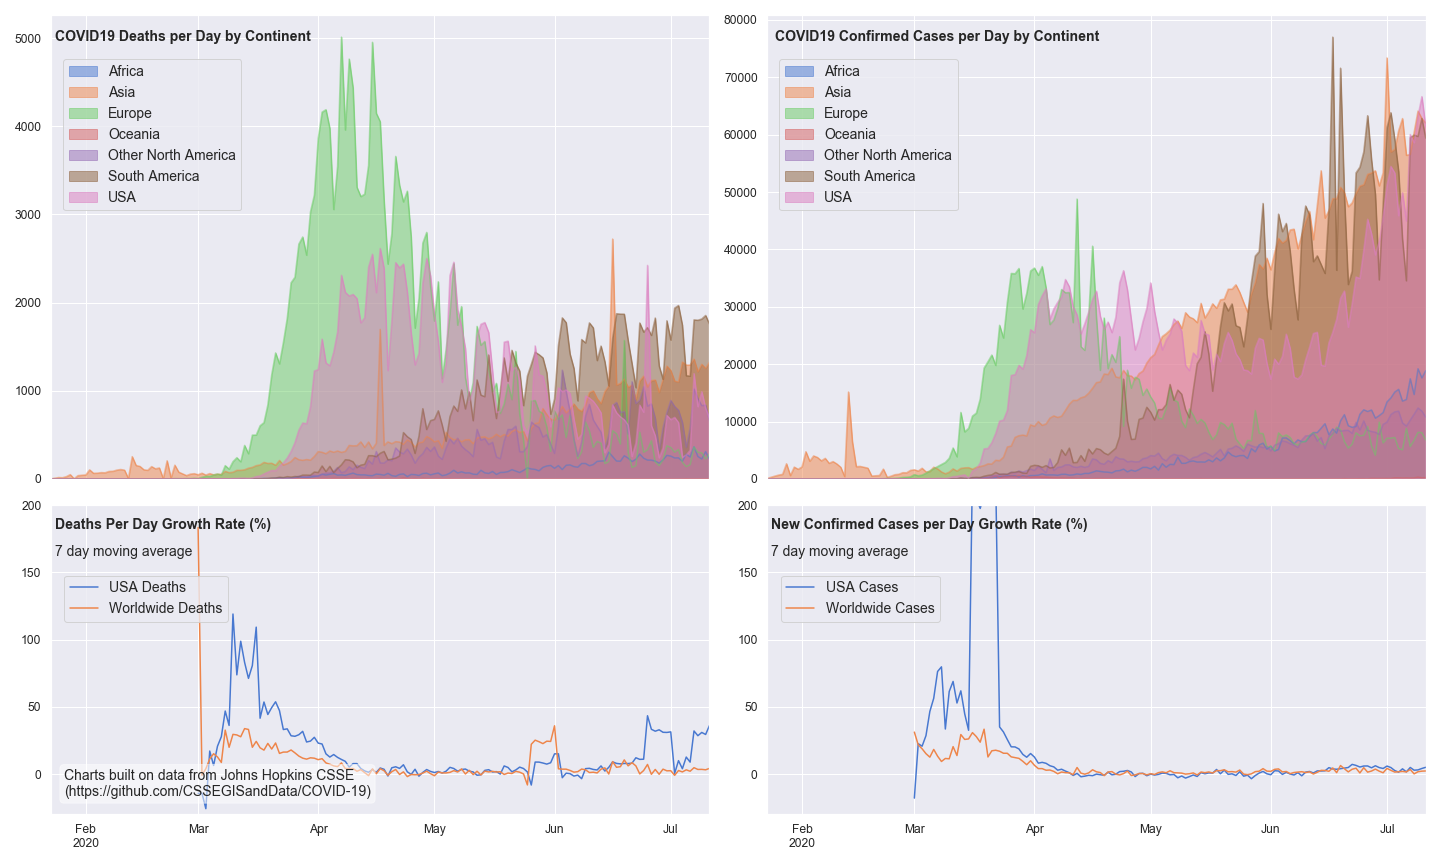 COVID19 Deaths per Day by Continent
Africa
Asia
Europe
Oceania
Other North America
South America
USA
5000
4000
3000
2000
1000
0
COVID19 Confirmed Cases per Day by Continent
Africa
Asia
Europe
Oceania
Other North America
South America
USA
80000
70000
60000
50000
40000
30000
20000
10000
0
Deaths Per Day Growth Rate (%)
7 day moving average
USA Deaths
Worldwide Deaths
200
150
100
50
0
Charts built on data from Johns Hopkins CSSE
(https://github.com/CSSEGISandData/COVID-19)
Feb
2020
Mar
Apr
May
Jun
Jul
New Confirmed Cases per Day Growth Rate (%)
7 day moving average
USA Cases
Worldwide Cases
200
150
100
50
0
Feb
2020
Mar
Apr
May
Jun
Jul